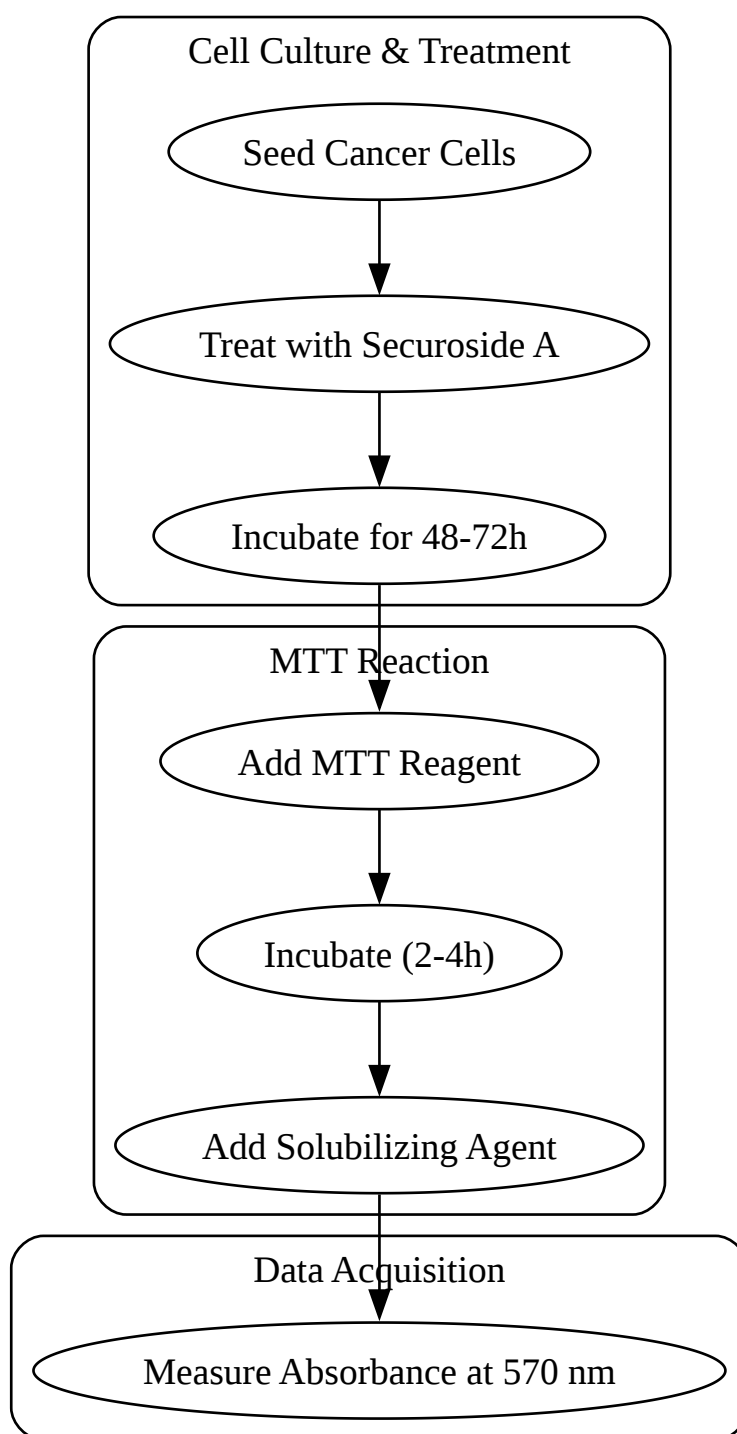 Cell Culture & Treatment
Seed Cancer Cells
Treat with Securoside A
Incubate for 48-72h
MTT Reaction
Add MTT Reagent
Incubate (2-4h)
Add Solubilizing Agent
Data Acquisition
Measure Absorbance at 570 nm